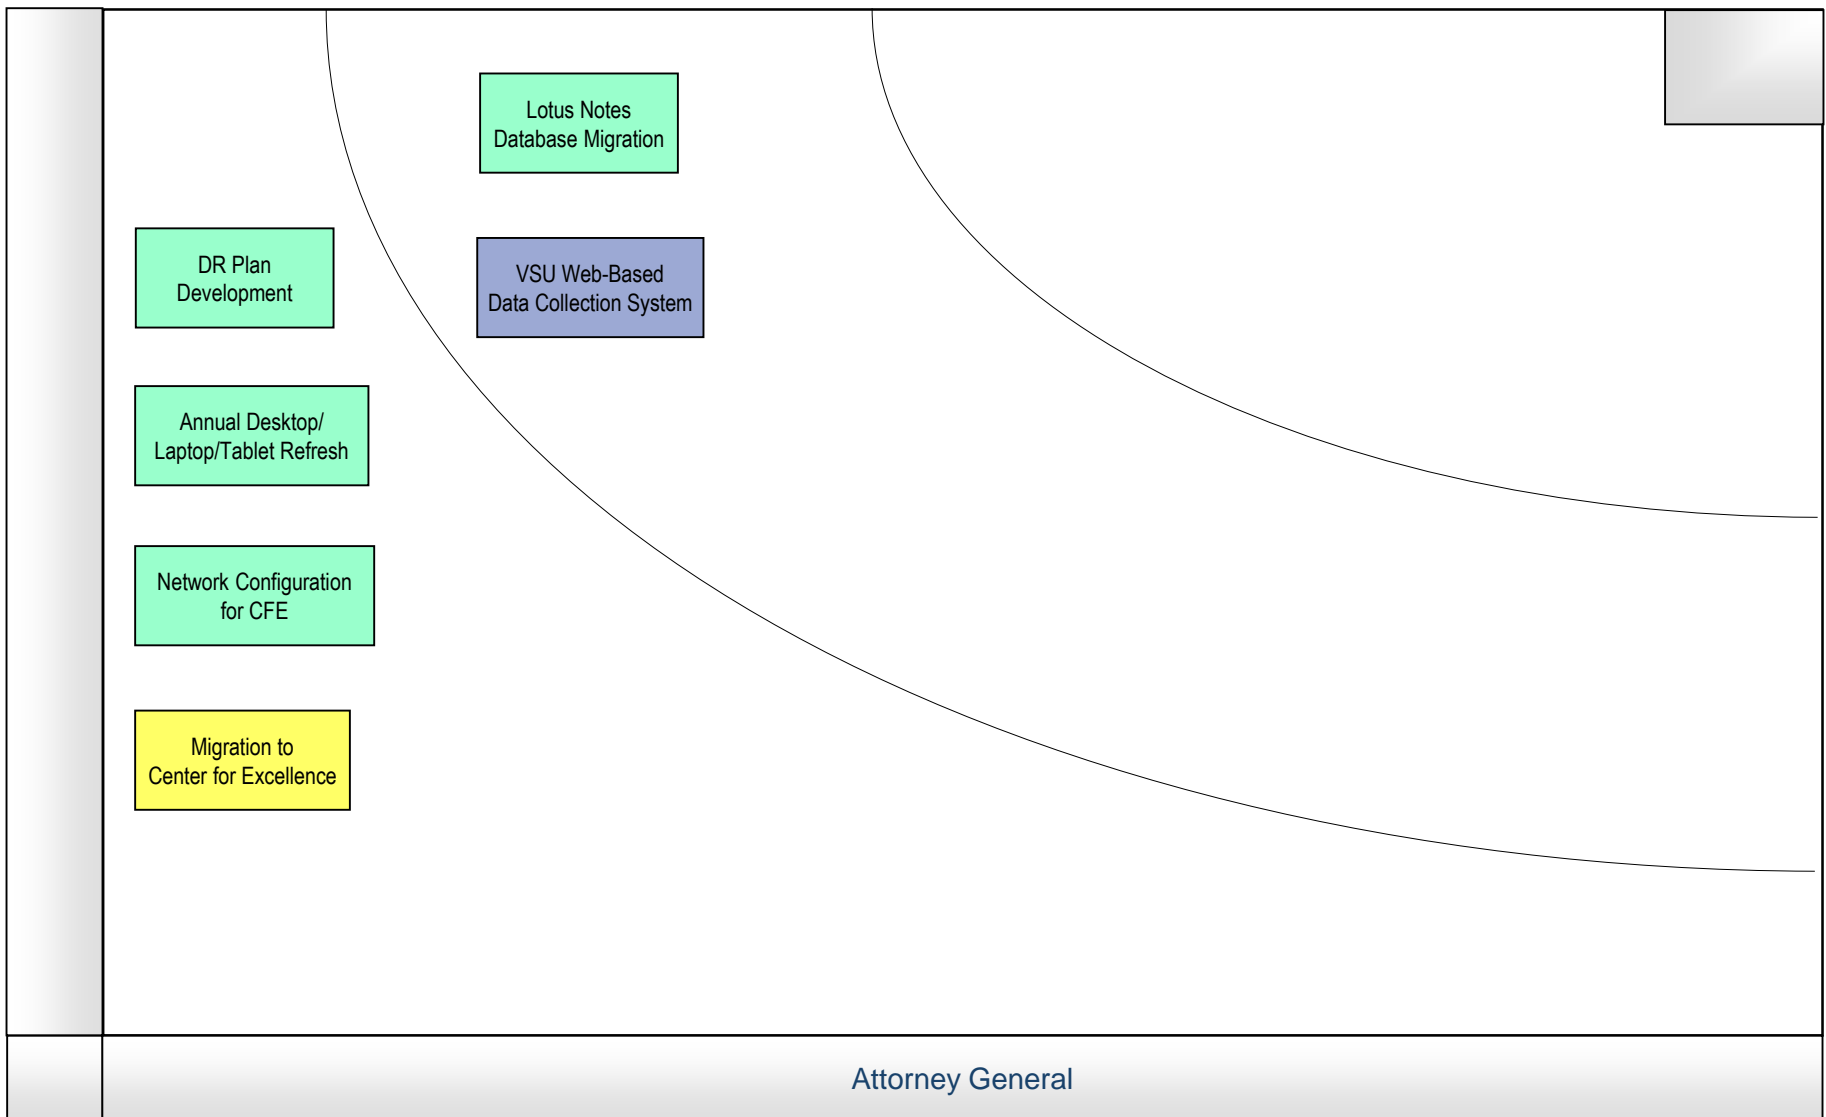 Lotus Notes
Database Migration
DR Plan
Development
VSU Web-Based
Data Collection System
Annual Desktop/
Laptop/Tablet Refresh
Network Configuration
for CFE
Migration to
Center for Excellence
Attorney General